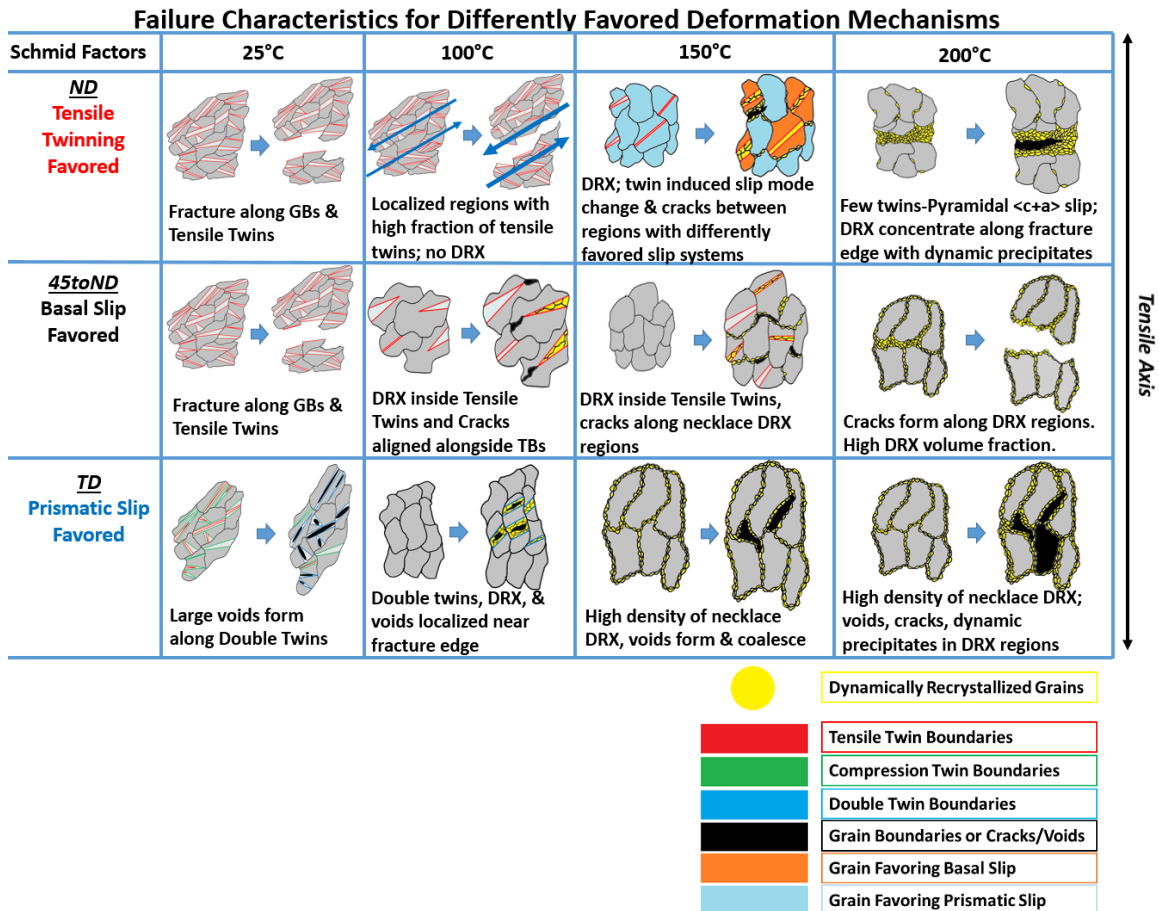 Failure Characteristics for Differently Favored Deformation Mechanisms
Schmid Factors
25°C
100°C
150°C
200°C
ND
Tensile
Twinning
Favored
Fracture along GBs &
Tensile Twins
Localized regions with
high fraction of tensile
twins; no DRX
DRX; twin induced slip mode
change & cracks between
regions with differently
favored slip systems
Few twins-Pyramidal <c+a> slip;
DRX concentrate along fracture
edge with dynamic precipitates
45toND
Basal Slip
Favored
Fracture along GBs &
Tensile Twins
DRX inside Tensile
Twins and Cracks
aligned alongside TBs
DRX inside Tensile Twins,
cracks along necklace DRX
regions
Cracks form along DRX regions.
High DRX volume fraction.
TD
Prismatic Slip
Favored
Large voids form
along Double Twins
Double twins, DRX, &
voids localized near
fracture edge
High density of necklace
DRX, voids form & coalesce
High density of necklace DRX;
voids, cracks, dynamic
precipitates in DRX regions
Tensile Axis
Dynamically Recrystallized Grains
Tensile Twin Boundaries
Compression Twin Boundaries
Double Twin Boundaries
Grain Boundaries or Cracks/Voids
Grain Favoring Basal Slip
Grain Favoring Prismatic Slip